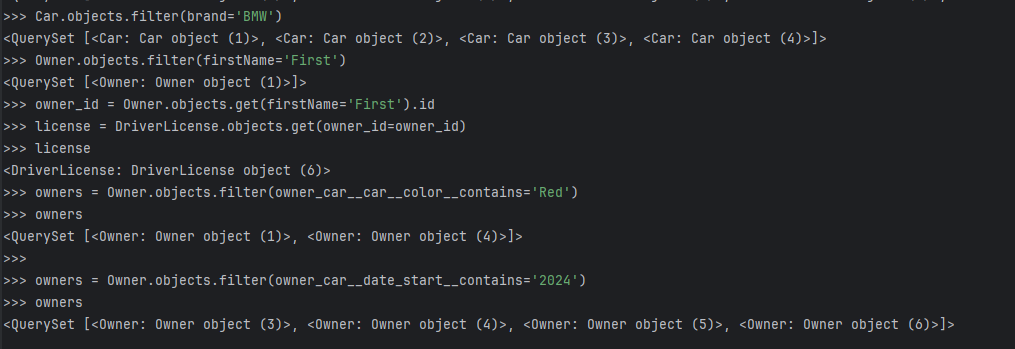 >>> Car.objects.filter(brand='BMW')
<QuerySet [<Car: Car object (1)>, <Car: Car object (2)>, <Car: Car object (3)>, <Car: Car object (4)>]>
>>> Owner.objects.filter(firstName='First')
<QuerySet [<Owner: Owner object (1)>]>
>>> owner_id = Owner.objects.get(firstName='First').id
>>> license = DriverLicense.objects.get(owner_id=owner_id)
>>> license
<DriverLicense: DriverLicense object (6)>
>>> owners = Owner.objects.filter(owner_car__car__color__contains='Red')
>>> owners
<QuerySet [<Owner: Owner object (1)>, <Owner: Owner object (4)>]>
>>>
>>> owners = Owner.objects.filter(owner_car__date_start__contains='2024')
>>> owners
<QuerySet [<Owner: Owner object (3)>, <Owner: Owner object (4)>, <Owner: Owner object (5)>, <Owner: Owner object (6)>]>